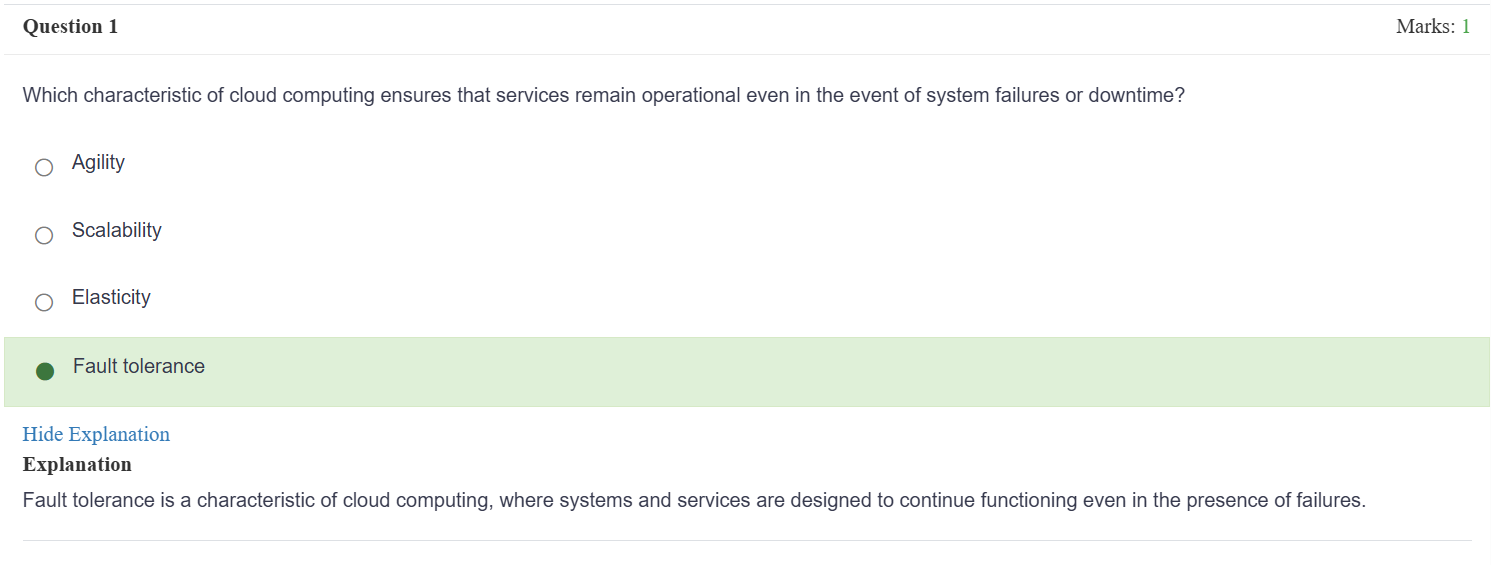 Question 1
Marks: 1
Which characteristic of cloud computing ensures that services remain operational even in the event of system failures or downtime?
Agility
Scalability
Elasticity
Fault tolerance
Hide Explanation
Explanation
Fault tolerance is a characteristic of cloud computing, where systems and services are designed to continue functioning even in the presence of failures.